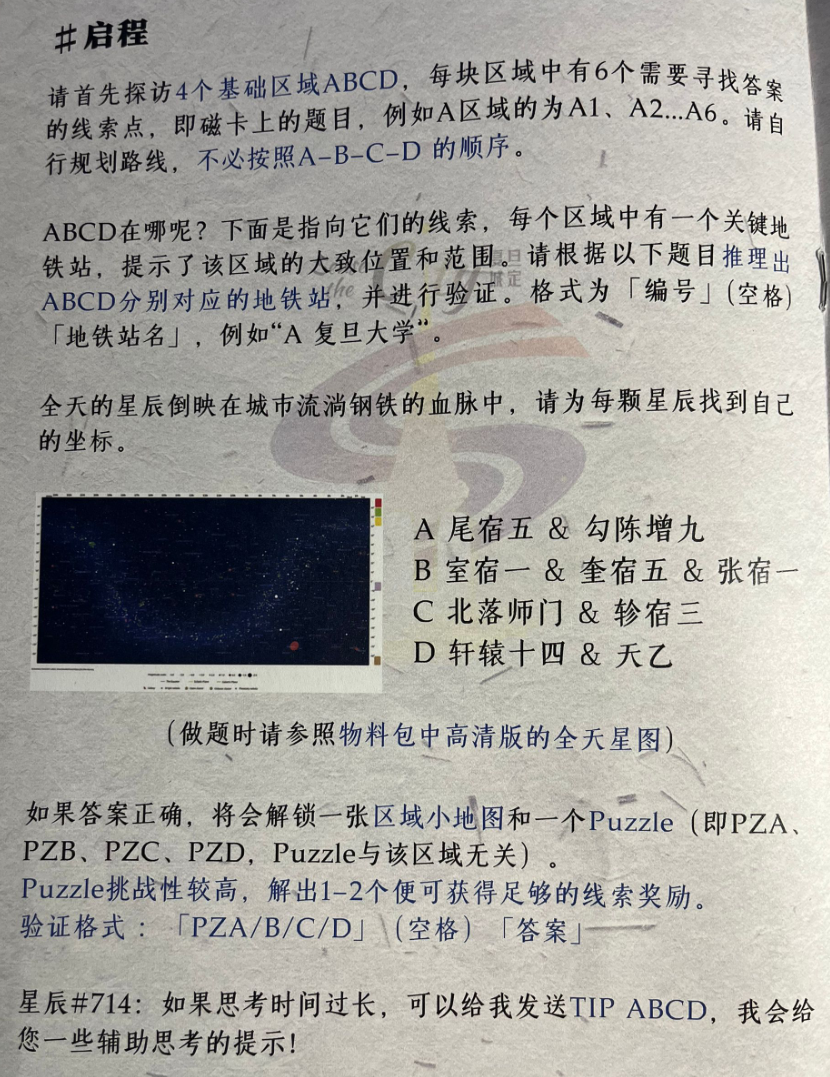 #启程
请首先探访4个基础区域ABCD，每块区域中有6个需要寻找答案
的线索点，即磁卡上的题目，例如A区域的为A1、A2...A6。请自
行规划路线，不必按照A-B-C-D 的顺序。
ABCD在哪呢？下面是指向它们的线索，每个区域中有一个关键地
铁站，提示了该区域的大致位置和范围。请根据以下题目推理出
ABCD分别对应的地铁站，并进行验证。格式为「编号」(空格)
「地铁站名」，例如“A 复旦大学”。
全天的星辰倒映在城市流淌钢铁的血脉中，请为每颗星辰找到自己
的坐标。
A 尾宿五 & 勾陈增九
B 室宿一 & 奎宿五 & 张宿一
C 北落师门 & 轸宿三
D 轩辕十四 & 天乙
（做题时请参照物料包中高清版的全天星图）
如果答案正确，将会解锁一张区域小地图和一个Puzzle（即PZA、
PZB、PZC、PZD，Puzzle与该区域无关）。
Puzzle挑战性较高，解出1-2个便可获得足够的线索奖励。
验证格式：「PZA/B/C/D」（空格）「答案」
星辰#714：如果思考时间过长，可以给我发送TIP ABCD，我会给
您一些辅助思考的提示！